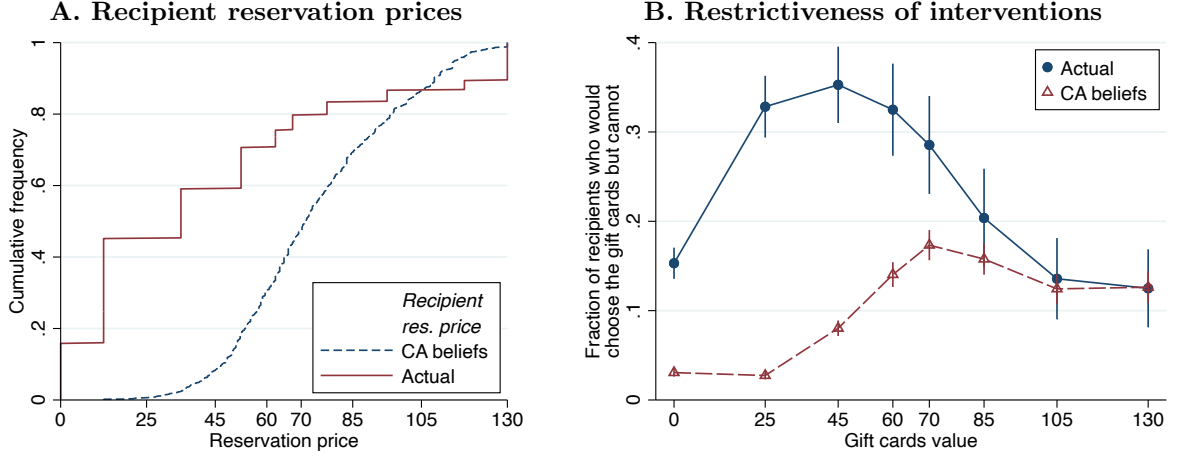 A. Recipient reservation prices
Cumulative frequency
1
.8
.6
.4
.2
0
Recipient
res. price
CA beliefs
Actual
0 25 45 60 70 85 105 130
Reservation price
B. Restrictiveness of interventions
Fraction of recipients who would
choose the gift cards but cannot
.4
.3
.2
.1
0
Actual
CA beliefs
0 25 45 60 70 85 105 130
Gift cards value